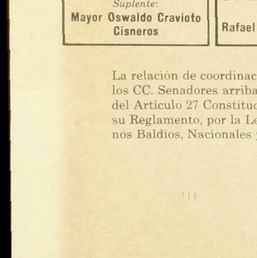 Suplente:
Mayor Oswaldo Cravioto
Cisneros
Rafael
La relación de coordinac
los CC. Senadores arriba
del Artículo 27 Constituc
su Reglamento, por la Le
nos Baldíos, Nacionales